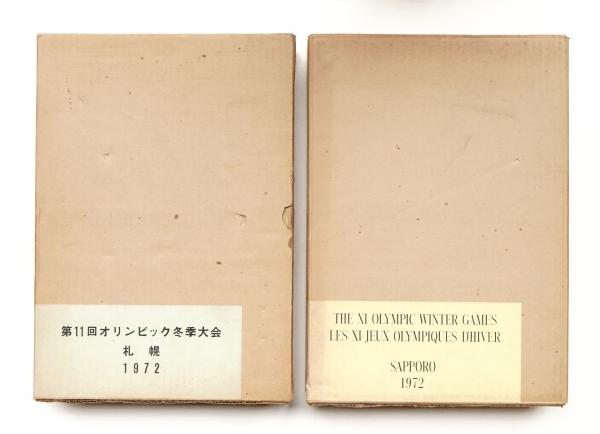 第11回オリンピック冬季大会
札幌
1972
THE XI OLYMPIC WINTER GAMES
LES XI JEUX OLYMPIQUES D'HIVER
SAPPORO
1972